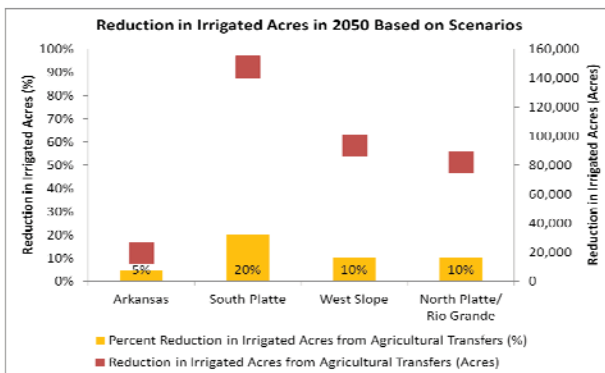 Reduction in Irrigated Acres in 2050 Based on Scenarios
Reduction in Irrigated Acres (%)
100%
90%
80%
70%
60%
50%
40%
30%
20%
10%
0%
5%
20%
10%
10%
160,000
140,000
120,000
100,000
80,000
60,000
40,000
20,000
0
Reduction in Irrigated Acres (Acres)
Arkansas
South Platte
West Slope
North Platte/
Rio Grande
Percent Reduction in Irrigated Acres from Agricultural Transfers (%)
Reduction in Irrigated Acres from Agricultural Transfers (Acres)